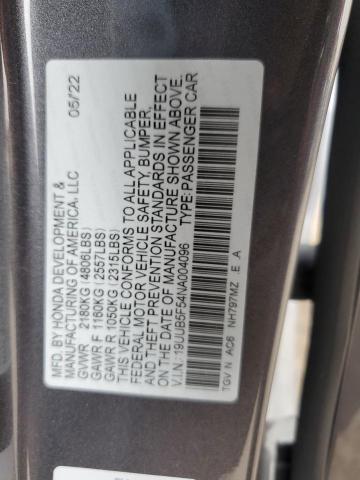 MFD. BY HONDA DEVELOPMENT &
MANUFACTURING OF AMERICA, LLC 05/'22
GVWR 2180KG (4806LBS)
GAWR F 1160KG (2557LBS)
GAWR R 1050KG (2315LBS)
THIS VEHICLE CONFORMS TO ALL APPLICABLE
FEDERAL MOTOR VEHICLE SAFETY, BUMPER,
AND THEFT PREVENTION STANDARDS IN EFFECT
ON THE DATE OF MANUFACTURE SHOWN ABOVE.
V.I.N.: 19UUB5F54NA004096 TYPE: PASSENGER CAR
TGV N AC6 NH797MZ E A